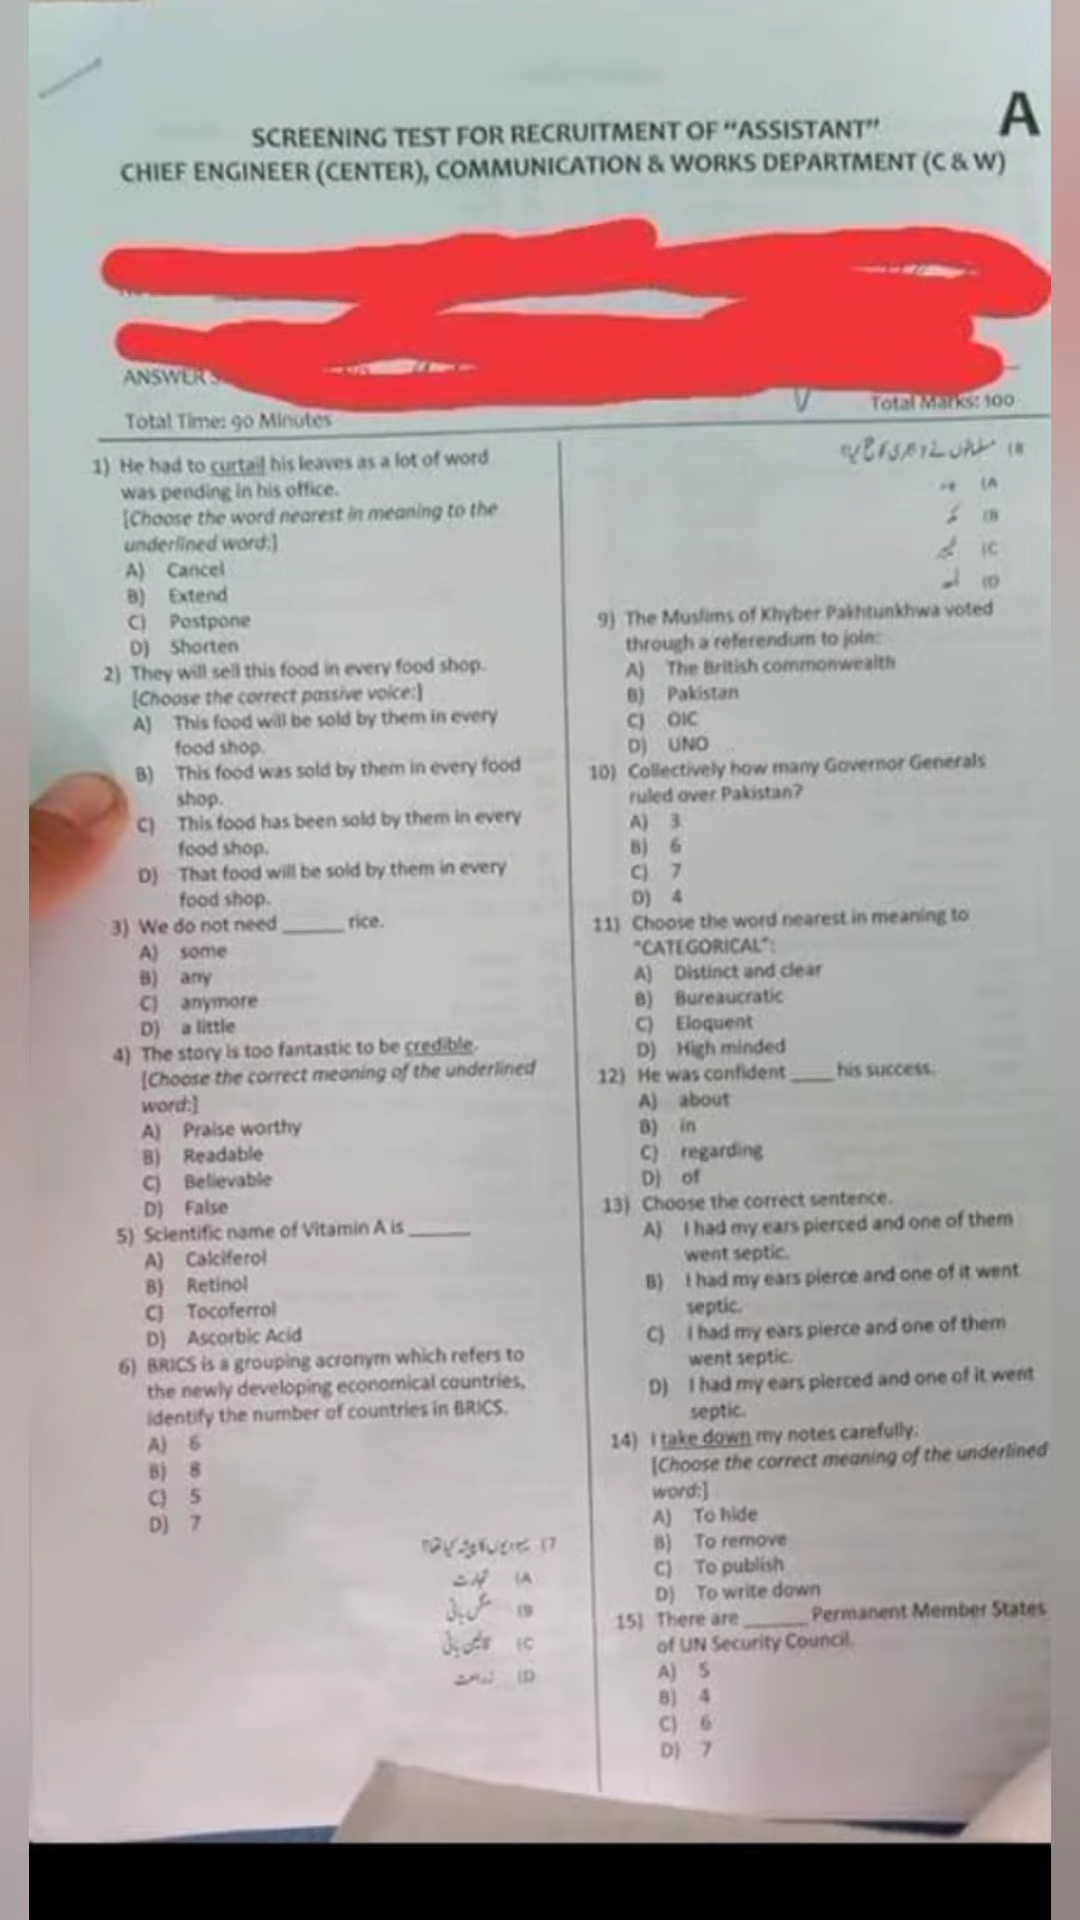 A
SCREENING TEST FOR RECRUITMENT OF "ASSISTANT"
CHIEF ENGINEER (CENTER), COMMUNICATION & WORKS DEPARTMENT (C & W)
ANSWER
Total Time: 90 Minutes
Total Marks: 100
1) He had to curtail his leaves as a lot of word
was pending in his office.
[Choose the word nearest in meaning to the
underlined word:]
A) Cancel
B) Extend
C) Postpone
D) Shorten
2) They will sell this food in every food shop.
[Choose the correct passive voice:]
A) This food will be sold by them in every
food shop.
B) This food was sold by them in every food
shop.
C) This food has been sold by them in every
food shop.
D) That food will be sold by them in every
food shop.
3) We do not need ______ rice.
A) some
B) any
C) anymore
D) a little
4) The story is too fantastic to be credible.
[Choose the correct meaning of the underlined
word:]
A) Praise worthy
B) Readable
C) Believable
D) False
5) Scientific name of Vitamin A is ______
A) Calciferol
B) Retinol
C) Tocoferrol
D) Ascorbic Acid
6) BRICS is a grouping acronym which refers to
the newly developing economical countries,
identify the number of countries in BRICS.
A) 6
B) 8
C) 5
D) 7
(7
(A تجارت
(B
(C
(D زراعت
(8
(A
(B
(C
(D
9) The Muslims of Khyber Pakhtunkhwa voted
through a referendum to join:
A) The British commonwealth
B) Pakistan
C) OIC
D) UNO
10) Collectively how many Governor Generals
ruled over Pakistan?
A) 3
B) 6
C) 7
D) 4
11) Choose the word nearest in meaning to
"CATEGORICAL":
A) Distinct and clear
B) Bureaucratic
C) Eloquent
D) High minded
12) He was confident ____ his success.
A) about
B) in
C) regarding
D) of
13) Choose the correct sentence.
A) I had my ears pierced and one of them
went septic.
B) I had my ears pierce and one of it went
septic.
C) I had my ears pierce and one of them
went septic.
D) I had my ears pierced and one of it went
septic.
14) I take down my notes carefully.
[Choose the correct meaning of the underlined
word:]
A) To hide
B) To remove
C) To publish
D) To write down
15) There are ______ Permanent Member States
of UN Security Council.
A) 5
B) 4
C) 6
D) 7